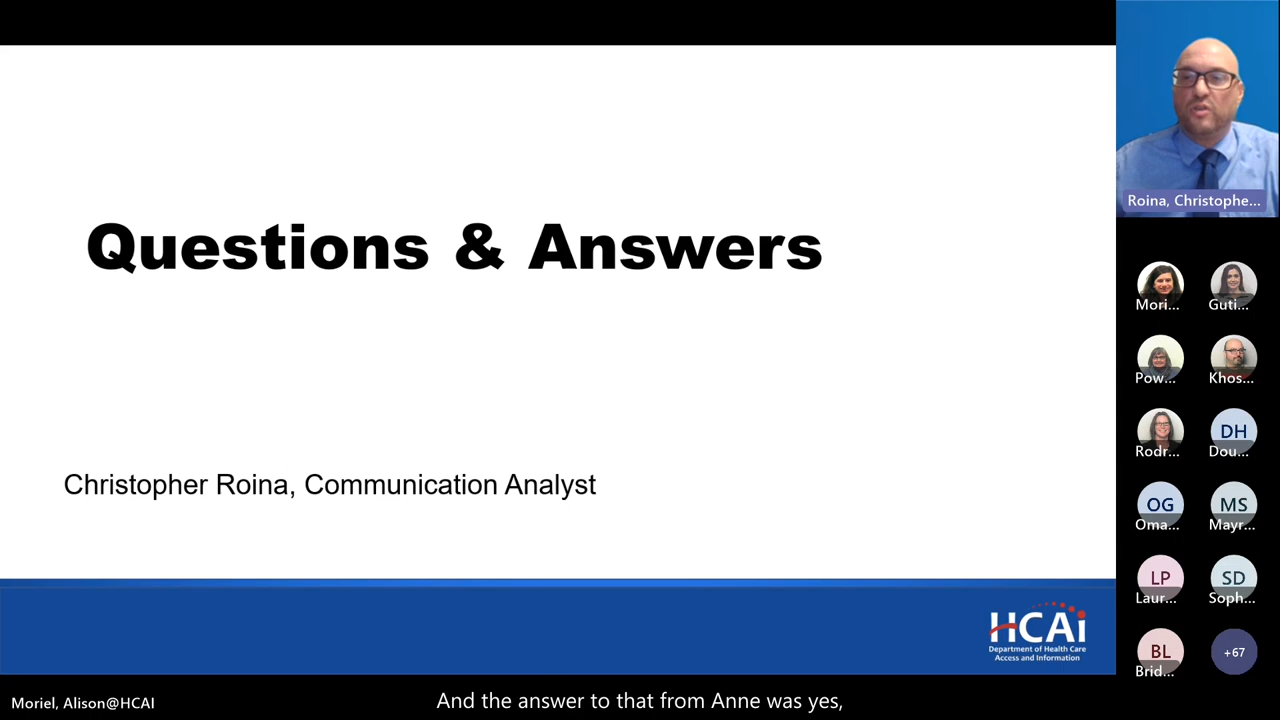 Questions & Answers
Christopher Roina, Communication Analyst
HCAi
Department of Health Care
Access and Information
Roina, Christophe...
Mori...
Guti...
Pow...
Khos...
Rodr...
DH
Dou...
OG
Oma...
MS
Mayr...
LP
Laur...
SD
Soph...
BL
Brid...
+67
Moriel, Alison@HCAI
And the answer to that from Anne was yes,